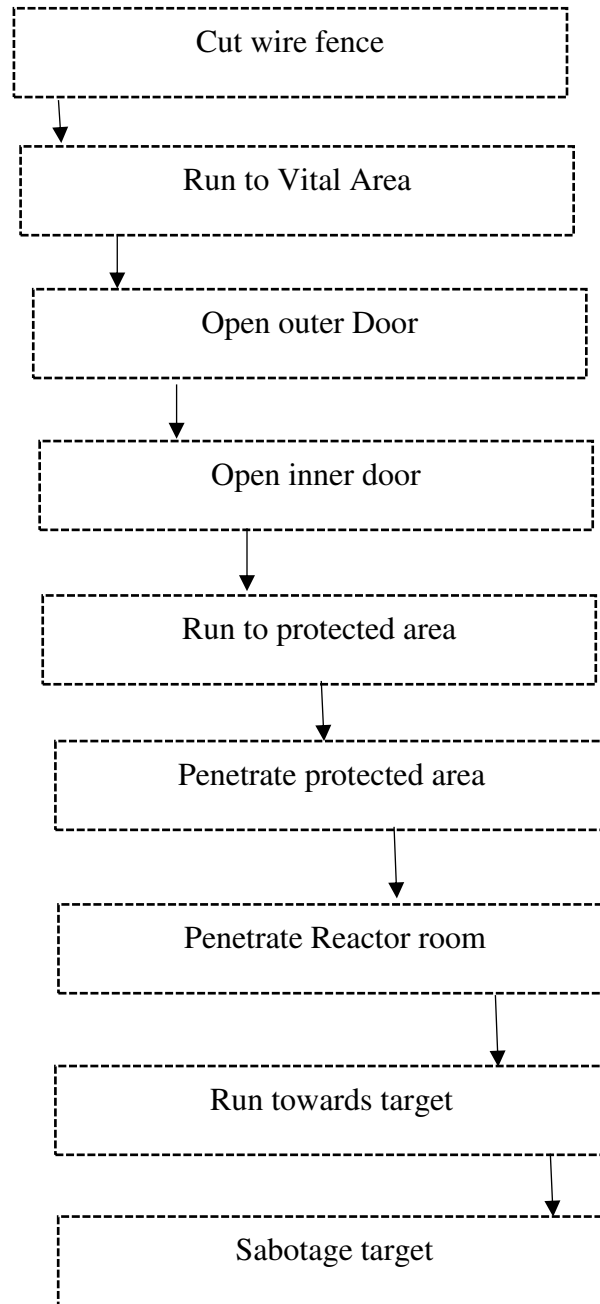 Cut wire fence
Run to Vital Area
Open outer Door
Open inner door
Run to protected area
Penetrate protected area
Penetrate Reactor room
Run towards target
Sabotage target